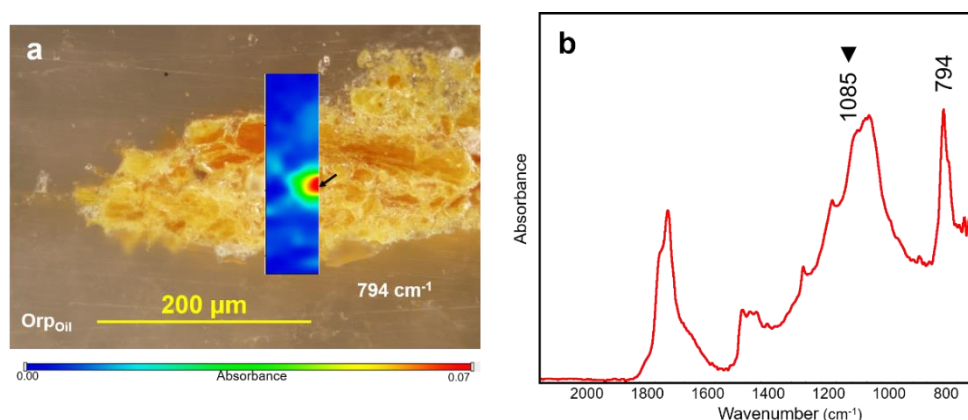 a
794 cm-1
200 µm
OrpOil
0.00 Absorbance 0.07
b
1085
794
Absorbance
2000 1800 1600 1400 1200 1000 800
Wavenumber (cm-1)